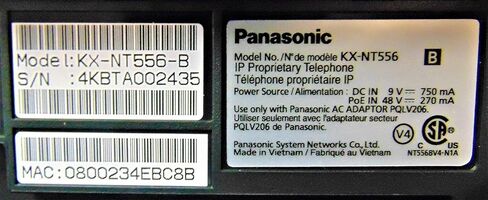 Model:KX-NT556-B
S/N :4KBTA002435
MAC:0800234EBC8B
Panasonic
Model No./N° de modèle KX-NT556 B
IP Proprietary Telephone
Téléphone propriétaire IP
Power Source / Alimentation: DC IN 9 V ⎓ 750 mA
PoE IN 48 V ⎓ 270 mA
Use only with Panasonic AC ADAPTOR PQLV206.
Utiliser seulement avec l'adaptateur secteur
PQLV206 de Panasonic.
V4
Panasonic System Networks Co., Ltd.
Made in Vietnam / Fabriqué au Vietnam
C US
NT556BV4-N1A